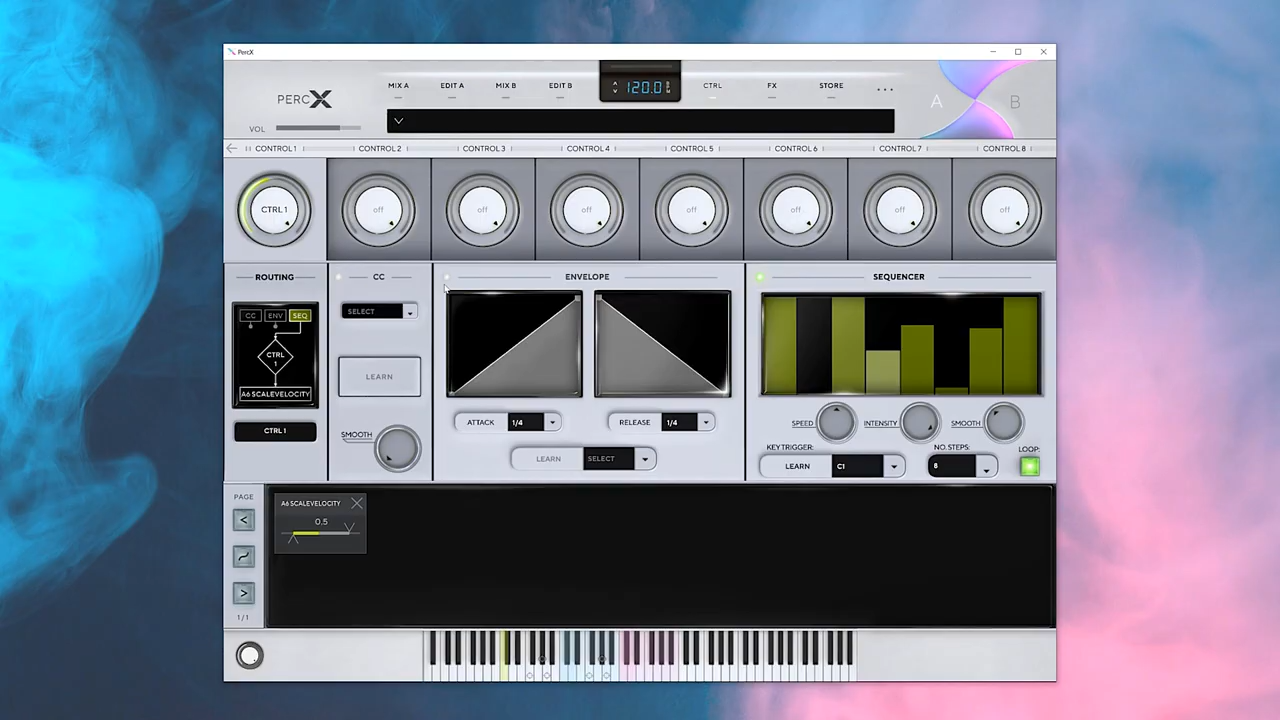 PercX
PERCX
MIX A
EDIT A
MIX B
EDIT B
120.0
CTRL
FX
STORE
A
B
VOL
CONTROL 1
CONTROL 2
CONTROL 3
CONTROL 4
CONTROL 5
CONTROL 6
CONTROL 7
CONTROL 8
CTRL 1
off
off
off
off
off
off
off
ROUTING
CC
ENVELOPE
SEQUENCER
CC
ENV
SEQ
CTRL
1
A6 SCALEVELOCITY
CTRL 1
SELECT
LEARN
SMOOTH
ATTACK
1/4
RELEASE
1/4
LEARN
SELECT
SPEED
INTENSITY
SMOOTH
KEY TRIGGER:
NO. STEPS:
LOOP:
LEARN
C1
8
PAGE
<
>
1/1
A6 SCALEVELOCITY
0.5